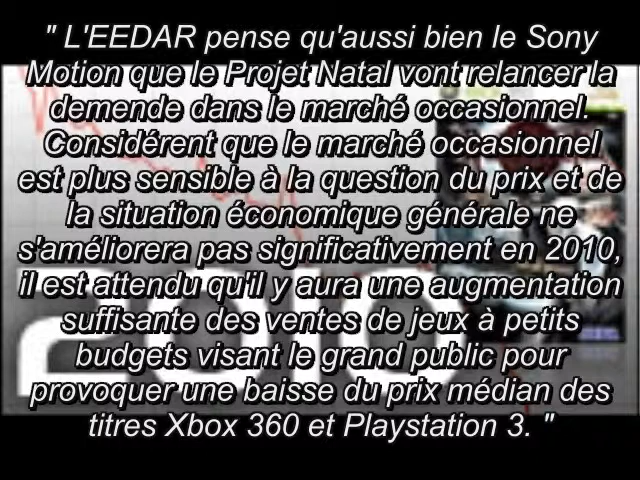 " L'EEDAR pense qu'aussi bien le Sony
Motion que le Projet Natal vont relancer la
demende dans le marché occasionnel.
Considérent que le marché occasionnel
est plus sensible à la question du prix et de
la situation économique générale ne
s'améliorera pas significativement en 2010,
il est attendu qu'il y aura une augmentation
suffisante des ventes de jeux à petits
budgets visant le grand public pour
provoquer une baisse du prix médian des
titres Xbox 360 et Playstation 3. "
2010